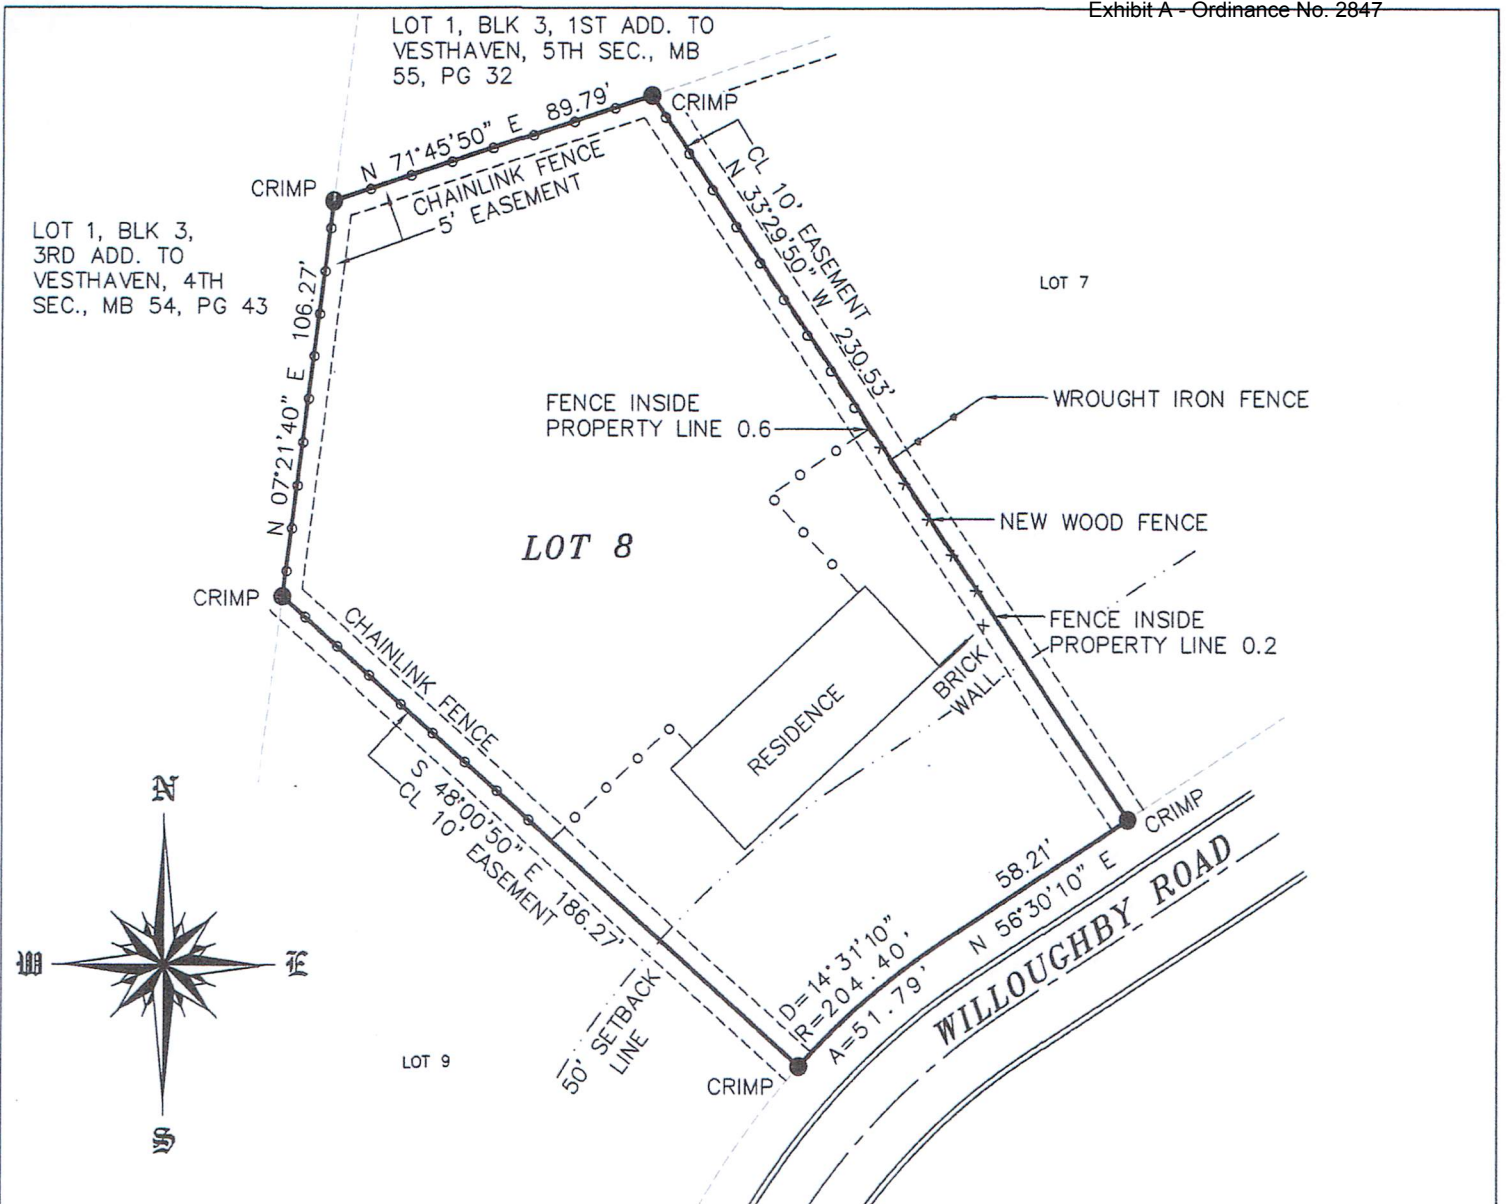 Exhibit A - Ordinance No. 2847
LOT 1, BLK 3, 1ST ADD. TO
VESTHAVEN, 5TH SEC., MB
55, PG 32
CRIMP
N 71°45'50" E 89.79'
CHAINLINK FENCE
5' EASEMENT
CRIMP
CL 10' EASEMENT
N 33°29'50" W 230.53'
LOT 1, BLK 3,
3RD ADD. TO
VESTHAVEN, 4TH
SEC., MB 54, PG 43
N 07°21'40" E 106.27'
LOT 7
FENCE INSIDE
PROPERTY LINE 0.6
WROUGHT IRON FENCE
LOT 8
NEW WOOD FENCE
CRIMP
FENCE INSIDE
PROPERTY LINE 0.2
CHAINLINK FENCE
BRICK
WALL
RESIDENCE
S 48°00'50" E 186.27'
CL 10' EASEMENT
CRIMP
58.21'
N 56°30'10" E
WILLOUGHBY ROAD
D=14°31'10"
R=204.40'
A=51.79'
N
W
E
S
50' SETBACK
LINE
LOT 9
CRIMP